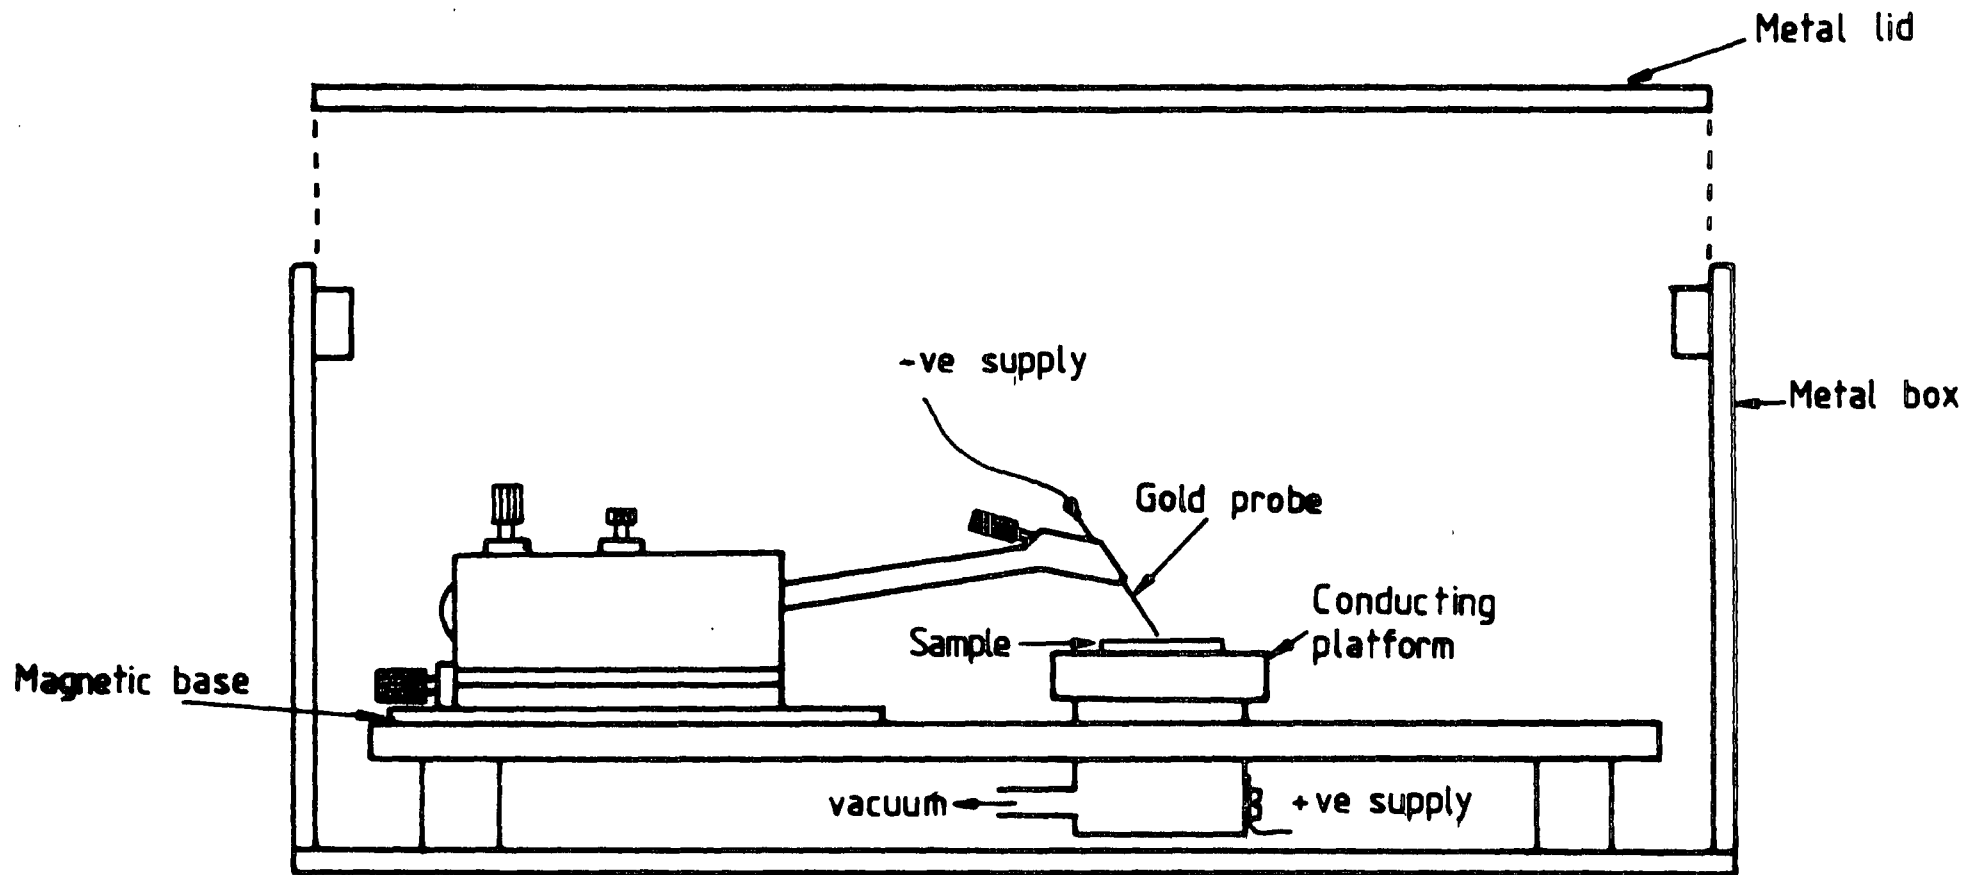 Metal lid
-ve supply
Metal box
Gold probe
Conducting
platform
Sample
Magnetic base
vacuum
+ve supply